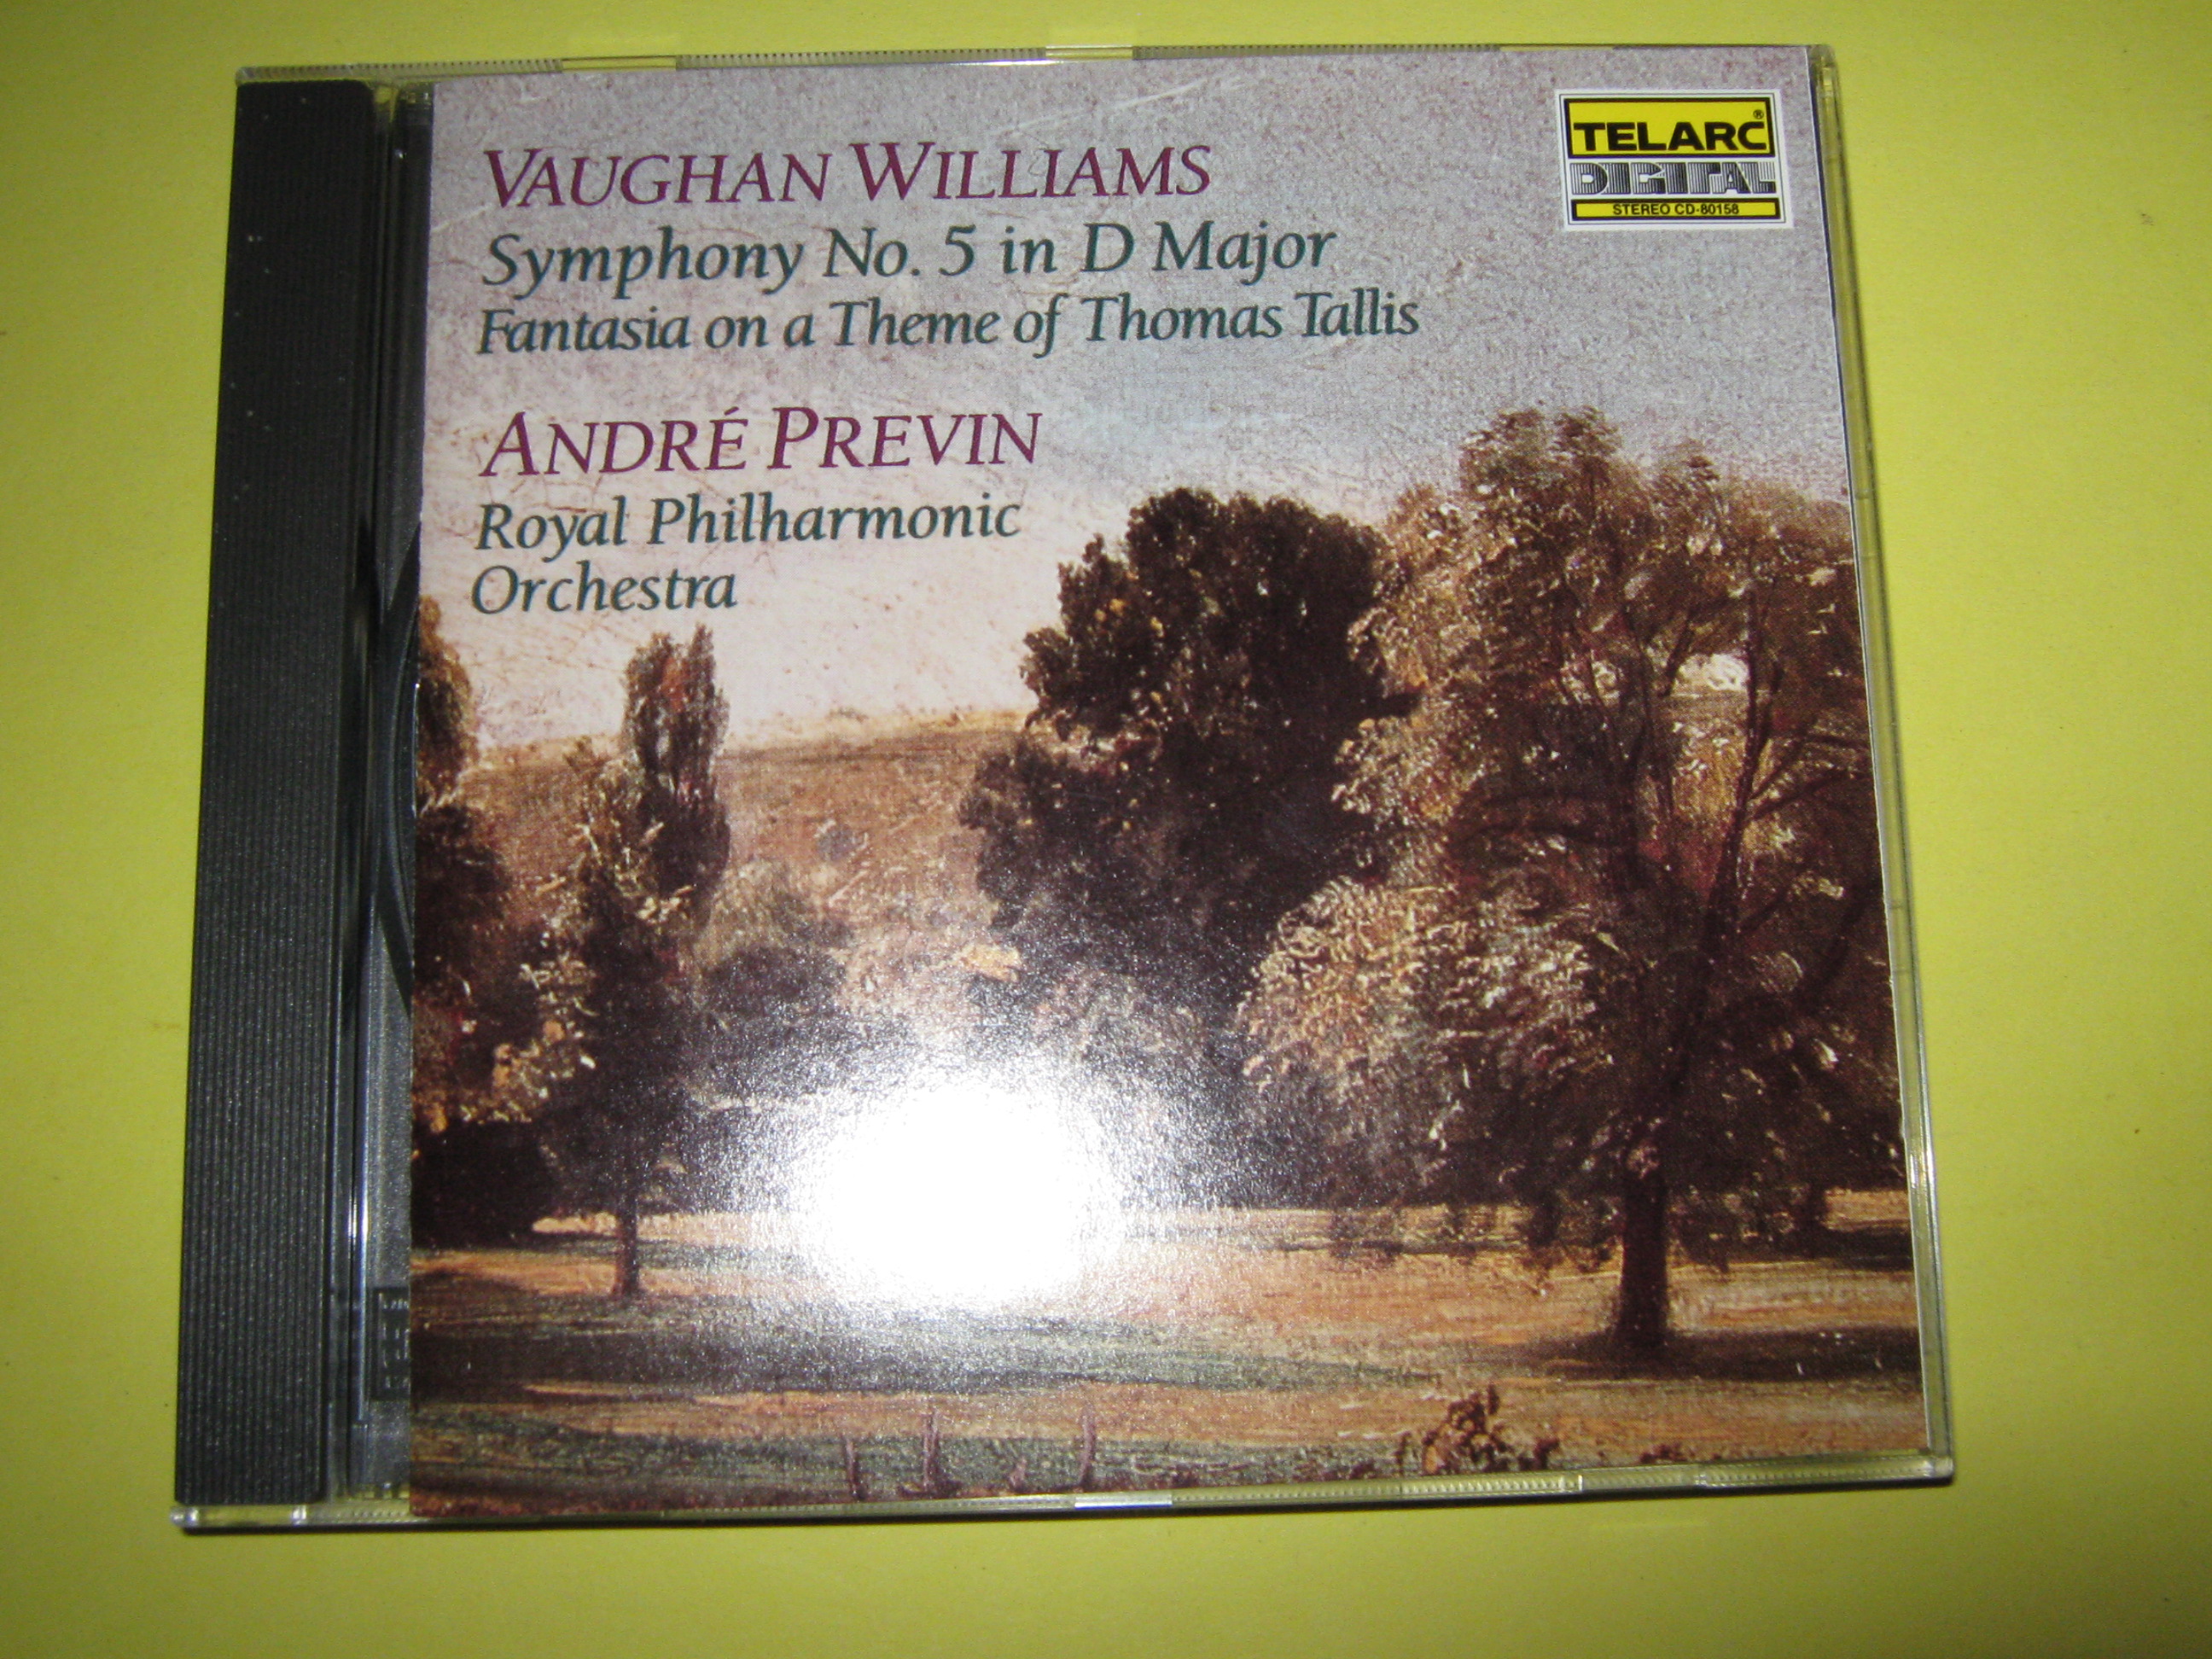 VAUGHAN WILLIAMS
Symphony No. 5 in D Major
Fantasia on a Theme of Thomas Tallis
ANDRÉ PREVIN
Royal Philharmonic
Orchestra
TELARC®
DIGITAL
STEREO CD-80158